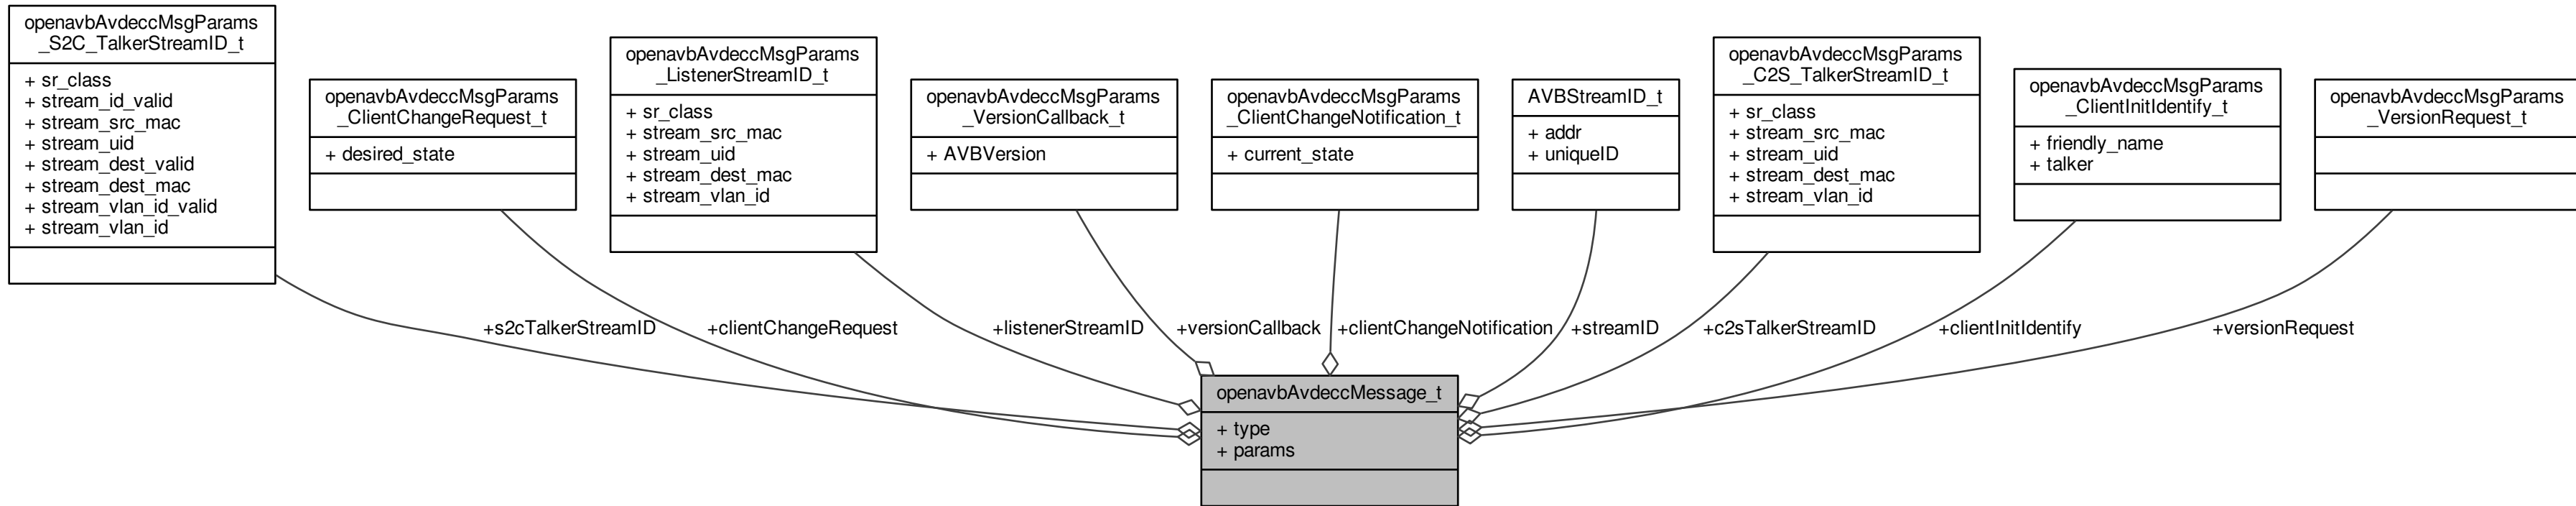 openavbAvdeccMsgParams
_S2C_TalkerStreamID_t
+ sr_class
+ stream_id_valid
+ stream_src_mac
+ stream_uid
+ stream_dest_valid
+ stream_dest_mac
+ stream_vlan_id_valid
+ stream_vlan_id
openavbAvdeccMsgParams
_ClientChangeRequest_t
+ desired_state
openavbAvdeccMsgParams
_ListenerStreamID_t
+ sr_class
+ stream_src_mac
+ stream_uid
+ stream_dest_mac
+ stream_vlan_id
openavbAvdeccMsgParams
_VersionCallback_t
+ AVBVersion
openavbAvdeccMsgParams
_ClientChangeNotification_t
+ current_state
AVBStreamID_t
+ addr
+ uniqueID
openavbAvdeccMsgParams
_C2S_TalkerStreamID_t
+ sr_class
+ stream_src_mac
+ stream_uid
+ stream_dest_mac
+ stream_vlan_id
openavbAvdeccMsgParams
_ClientInitIdentify_t
+ friendly_name
+ talker
openavbAvdeccMsgParams
_VersionRequest_t
+s2cTalkerStreamID
+clientChangeRequest
+listenerStreamID
+versionCallback
+clientChangeNotification
+streamID
+c2sTalkerStreamID
+clientInitIdentify
+versionRequest
openavbAvdeccMessage_t
+ type
+ params